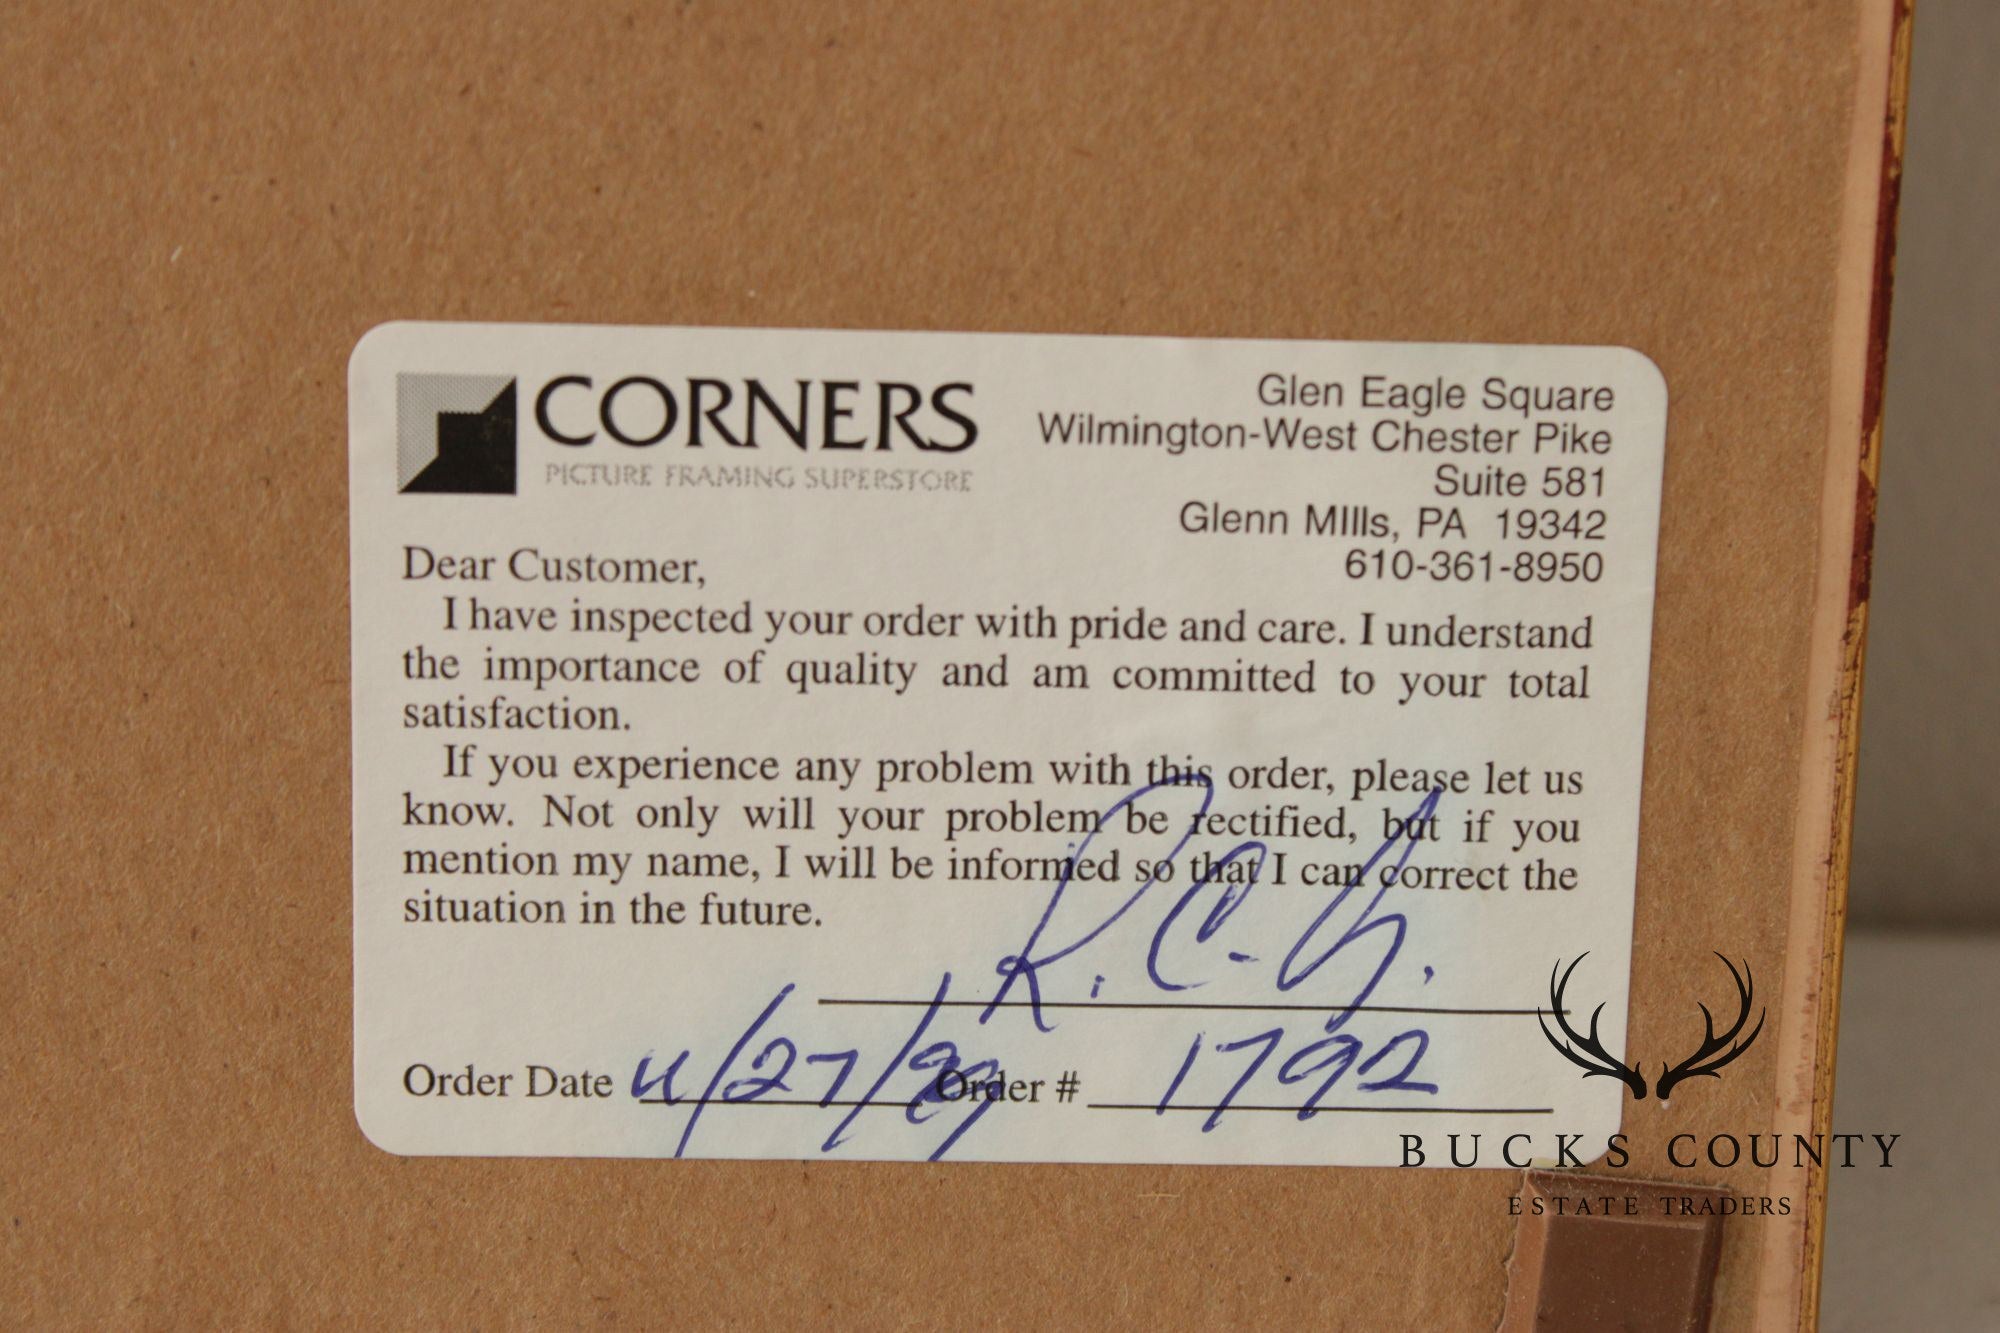 CORNERS
PICTURE FRAMING SUPERSTORE
Glen Eagle Square
Wilmington-West Chester Pike
Suite 581
Glenn MIlls, PA 19342
610-361-8950
Dear Customer,
I have inspected your order with pride and care. I understand
the importance of quality and am committed to your total
satisfaction.
If you experience any problem with this order, please let us
know. Not only will your problem be rectified, but if you
mention my name, I will be informed so that I can correct the
situation in the future.
R. C.
Order Date 4/27/99 Order # 1792
BUCKS COUNTY
ESTATE TRADERS